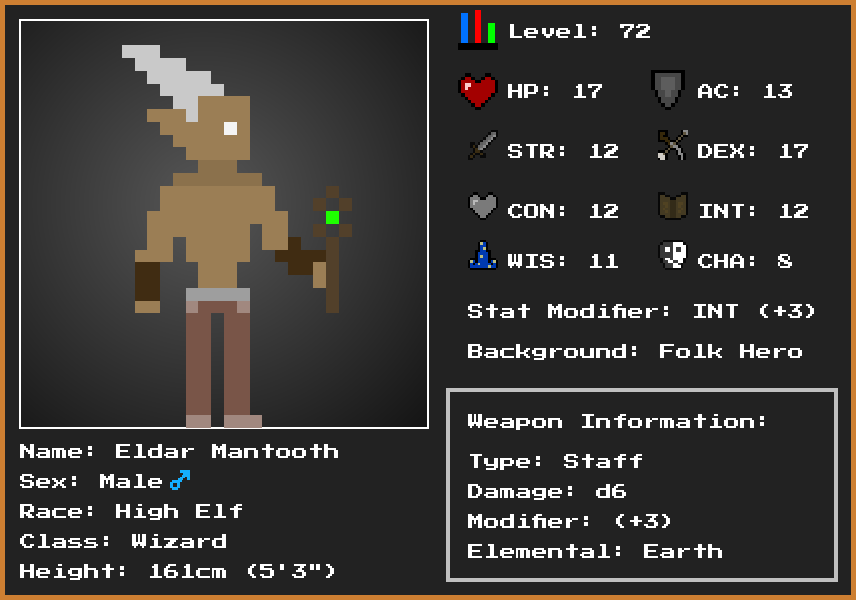 Level: 72
HP: 17
AC: 13
STR: 12
DEX: 17
CON: 12
INT: 12
WIS: 11
CHA: 8
Stat Modifier: INT (+3)
Background: Folk Hero
Weapon Information:
Type: Staff
Damage: d6
Modifier: (+3)
Elemental: Earth
Name: Eldar Mantooth
Sex: Male♂
Race: High Elf
Class: Wizard
Height: 161cm (5'3")